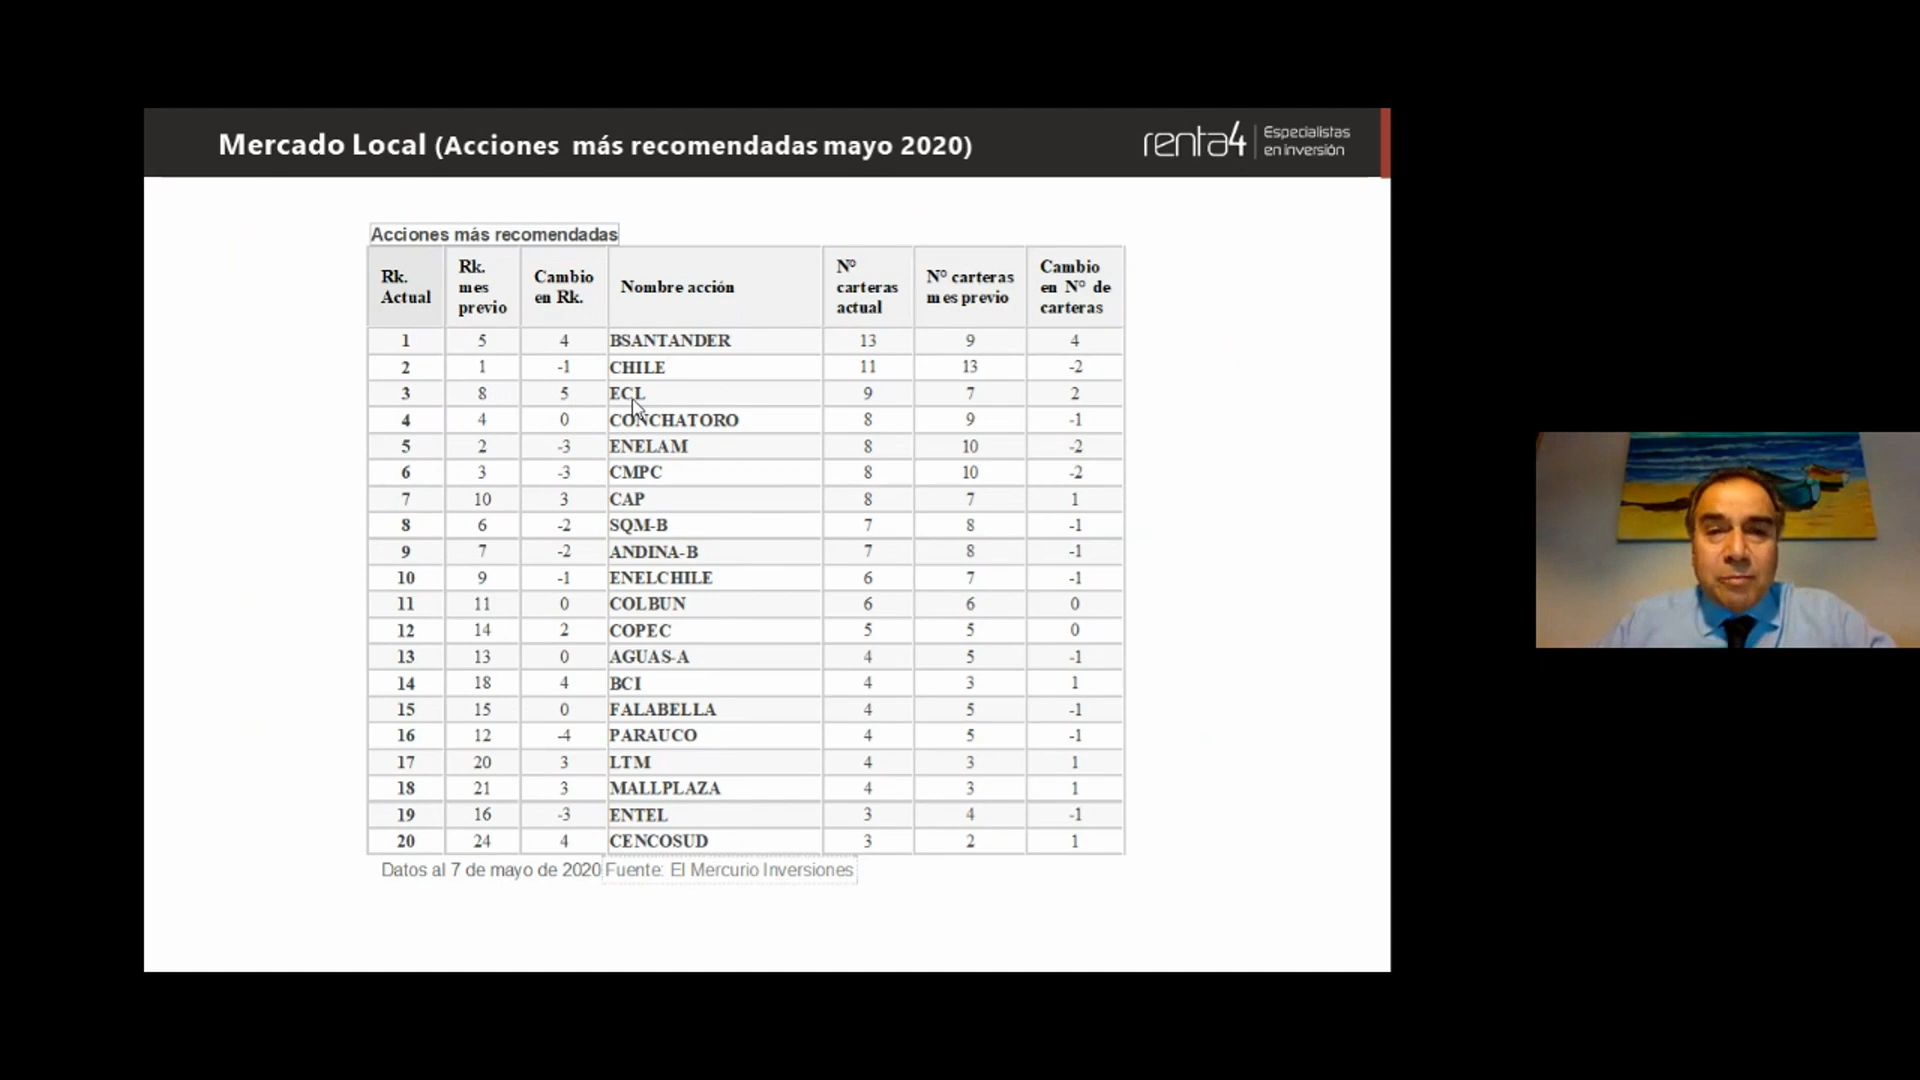 Mercado Local (Acciones más recomendadas mayo 2020)
renta4 Especialistas
en inversión
Acciones más recomendadas
Rk. Actual Rk. mes previo Cambio en Rk. Nombre acción N° carteras actual N° carteras mes previo Cambio en N° de carteras
1 5 4 BSANTANDER 13 9 4
2 1 -1 CHILE 11 13 -2
3 8 5 ECL 9 7 2
4 4 0 CONCHATORO 8 9 -1
5 2 -3 ENELAM 8 10 -2
6 3 -3 CMPC 8 10 -2
7 10 3 CAP 8 7 1
8 6 -2 SQM-B 7 8 -1
9 7 -2 ANDINA-B 7 8 -1
10 9 -1 ENELCHILE 6 7 -1
11 11 0 COLBUN 6 6 0
12 14 2 COPEC 5 5 0
13 13 0 AGUAS-A 4 5 -1
14 18 4 BCI 4 3 1
15 15 0 FALABELLA 4 5 -1
16 12 -4 PARAUCO 4 5 -1
17 20 3 LTM 4 3 1
18 21 3 MALLPLAZA 4 3 1
19 16 -3 ENTEL 3 4 -1
20 24 4 CENCOSUD 3 2 1
Datos al 7 de mayo de 2020 Fuente: El Mercurio Inversiones